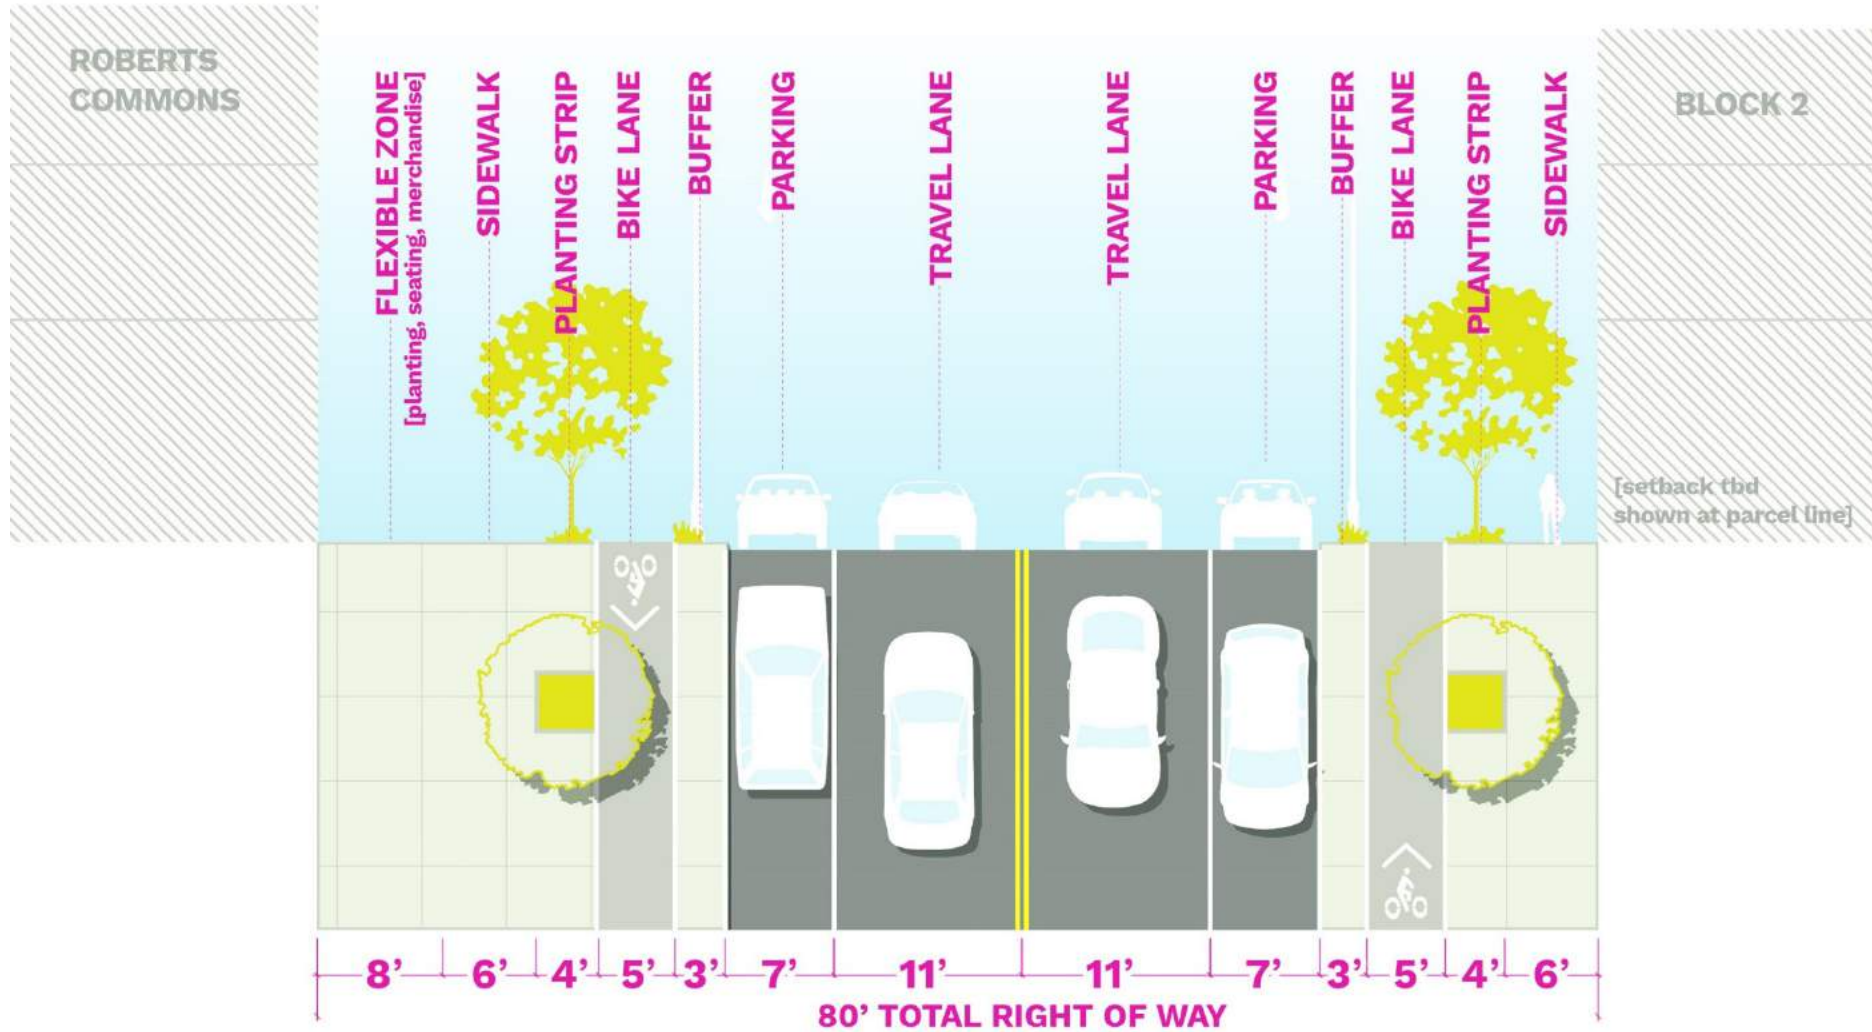 ROBERTS
COMMONS
FLEXIBLE ZONE
[planting, seating, merchandise]
SIDEWALK
PLANTING STRIP
BIKE LANE
BUFFER
PARKING
TRAVEL LANE
TRAVEL LANE
PARKING
BUFFER
BIKE LANE
PLANTING STRIP
SIDEWALK
BLOCK 2
[setback tbd
shown at parcel line]
8’ 6’ 4’ 5’ 3’ 7’ 11’ 11’ 7’ 3’ 5’ 4’ 6’
80’ TOTAL RIGHT OF WAY